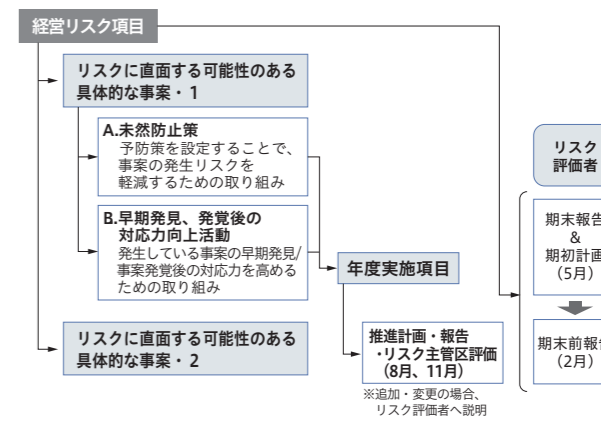 経営リスク項目
リスクに直面する可能性のある
具体的な事案・1
A.未然防止策
予防策を設定することで、
事案の発生リスクを
軽減するための取り組み
B.早期発見、発覚後の
対応力向上活動
発生している事案の早期発見/
事案発覚後の対応力を高める
ための取り組み
リスクに直面する可能性のある
具体的な事案・2
年度実施項目
推進計画・報告
・リスク主管区評価
（8月、11月）
※追加・変更の場合、
リスク評価者へ説明
リスク
評価者
期末報告
&
期初計画
（5月）
期末前報告
（2月）